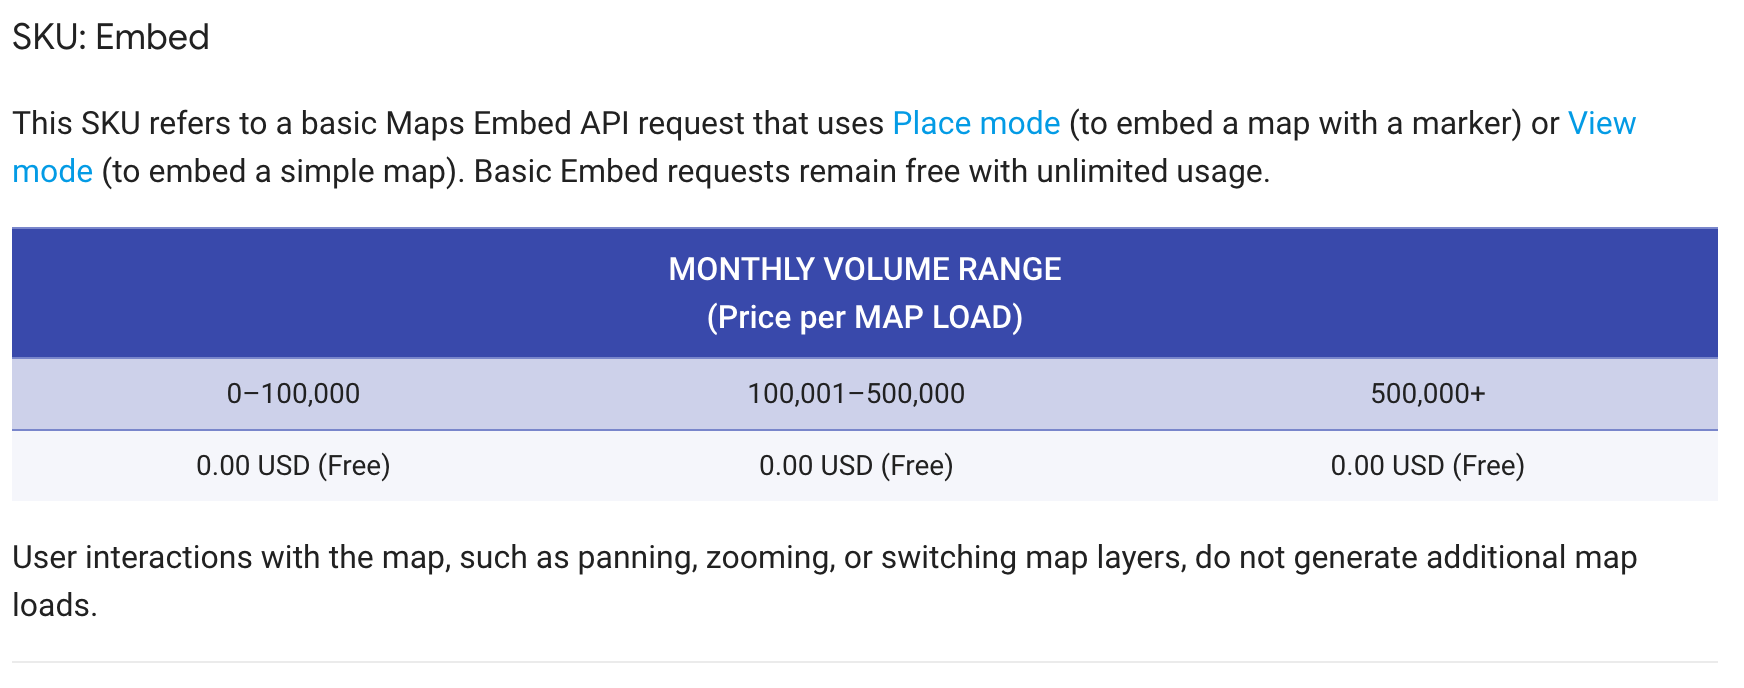 SKU: Embed
This SKU refers to a basic Maps Embed API request that uses Place mode (to embed a map with a marker) or View
mode (to embed a simple map). Basic Embed requests remain free with unlimited usage.
MONTHLY VOLUME RANGE
(Price per MAP LOAD)
0–100,000 100,001–500,000 500,000+
0.00 USD (Free) 0.00 USD (Free) 0.00 USD (Free)
User interactions with the map, such as panning, zooming, or switching map layers, do not generate additional map
loads.